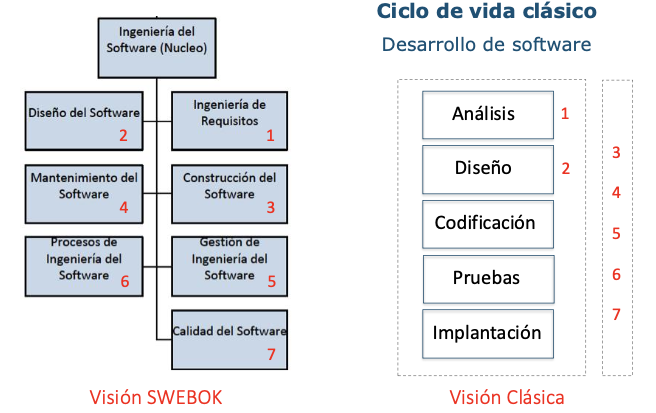 Ingeniería del
Software (Nucleo)
Diseño del Software
2
Ingeniería de
Requisitos
1
Mantenimiento del
Software
4
Construcción del
Software
3
Procesos de
Ingeniería del
Software
6
Gestión de
Ingeniería del
Software
5
Calidad del Software
7
Visión SWEBOK
Ciclo de vida clásico
Desarrollo de software
Análisis
1
Diseño
2
Codificación
Pruebas
Implantación
3
4
5
6
7
Visión Clásica